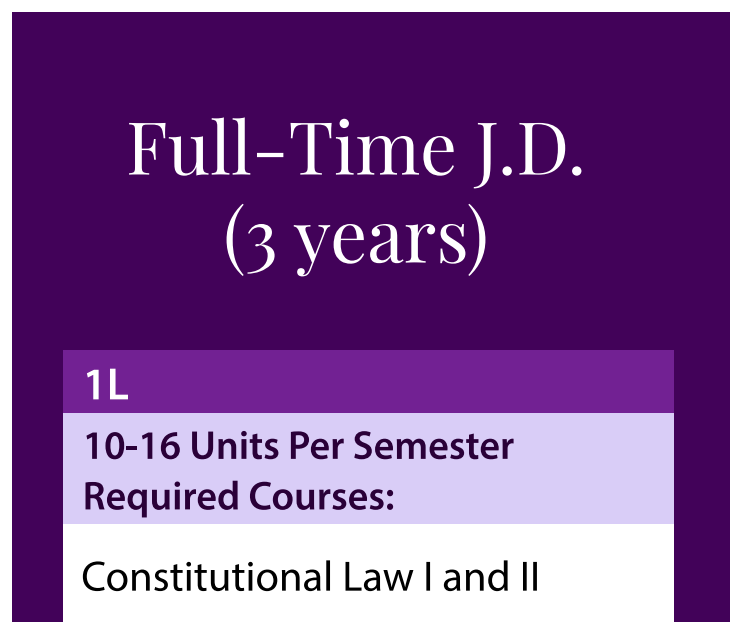 Full-Time J.D.
(3 years)
1L
10-16 Units Per Semester
Required Courses:
Constitutional Law I and II